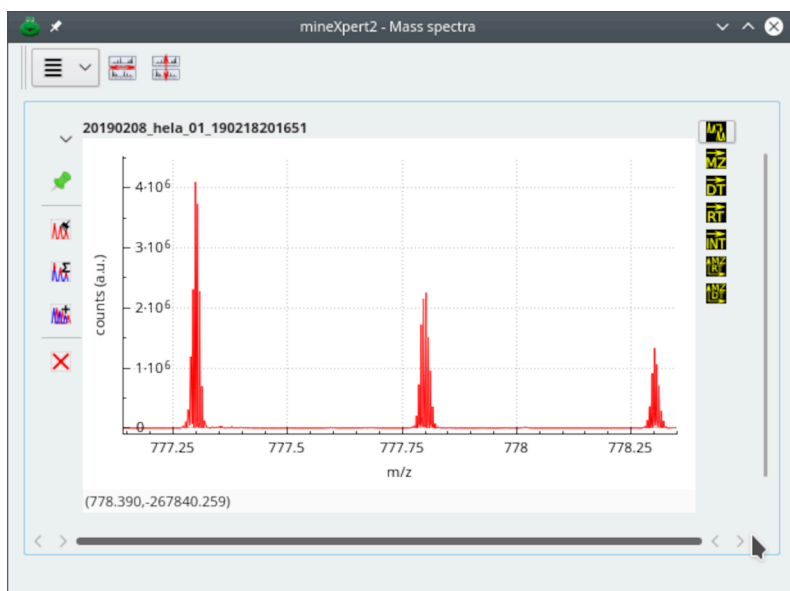 mineXpert2 - Mass spectra
20190208_hela_01_190218201651
MZ
DT
RT
INT
4·10⁶
3·10⁶
2·10⁶
1·10⁶
0
counts (a.u.)
777.25 777.5 777.75 778 778.25
m/z
(778.390,-267840.259)